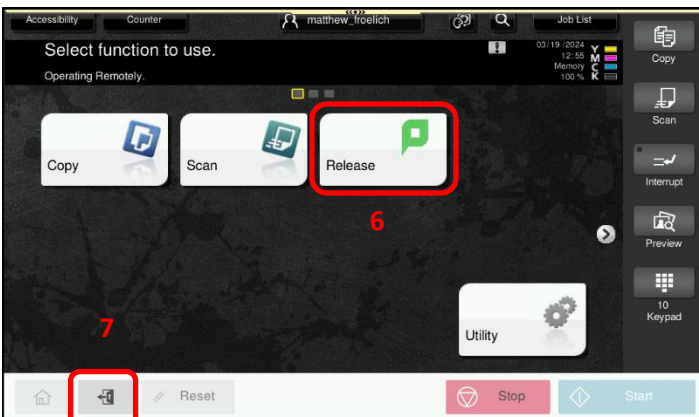 Accessibility
Counter
matthew_froelich
Job List
Select function to use.
Operating Remotely.
03/19 /2024
12:55
Memory
100 %
Y
M
C
K
Copy
Scan
Interrupt
Preview
10
Keypad
Copy
Scan
Release
6
Utility
7
Reset
Stop
Start